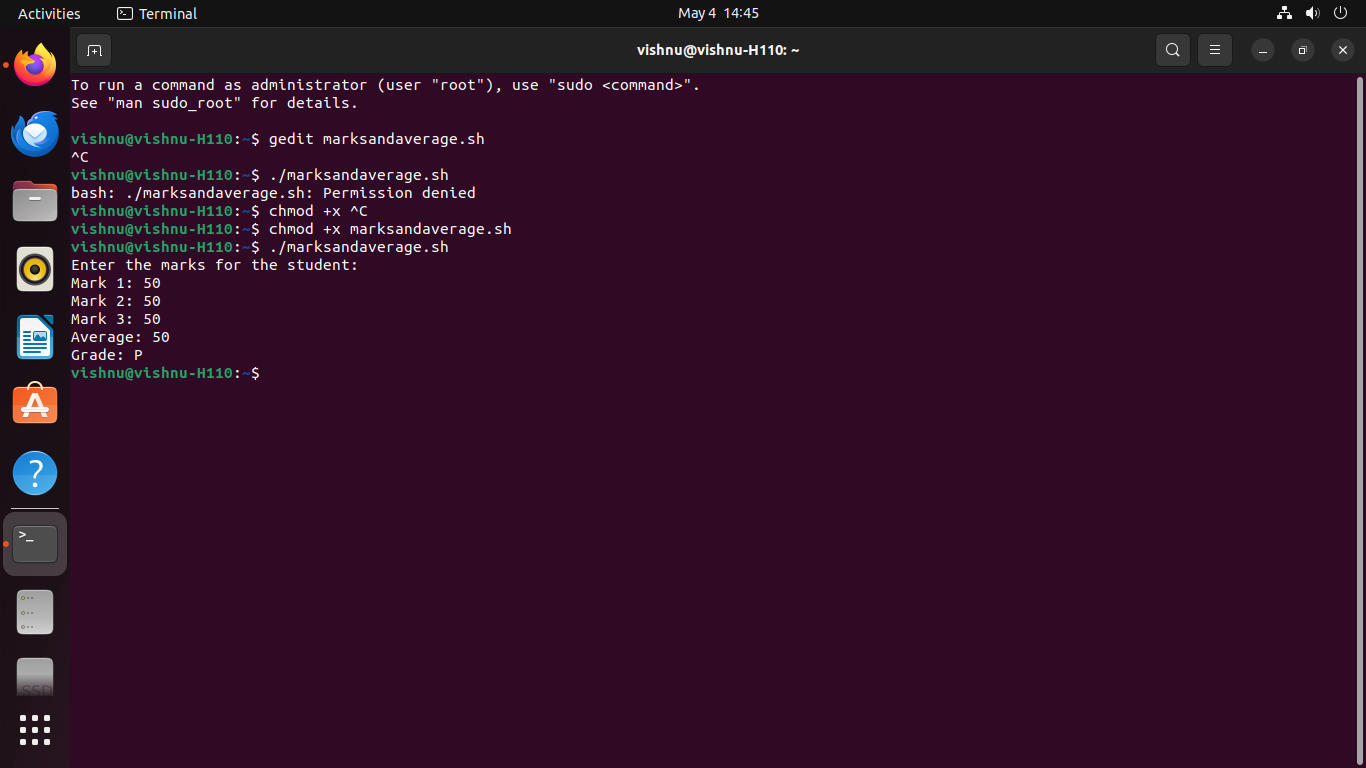 Activities
Terminal
May 4 14:45
vishnu@vishnu-H110: ~
To run a command as administrator (user "root"), use "sudo <command>".
See "man sudo_root" for details.
vishnu@vishnu-H110:~$ gedit marksandaverage.sh
^C
vishnu@vishnu-H110:~$ ./marksandaverage.sh
bash: ./marksandaverage.sh: Permission denied
vishnu@vishnu-H110:~$ chmod +x ^C
vishnu@vishnu-H110:~$ chmod +x marksandaverage.sh
vishnu@vishnu-H110:~$ ./marksandaverage.sh
Enter the marks for the student:
Mark 1: 50
Mark 2: 50
Mark 3: 50
Average: 50
Grade: P
vishnu@vishnu-H110:~$
SSD